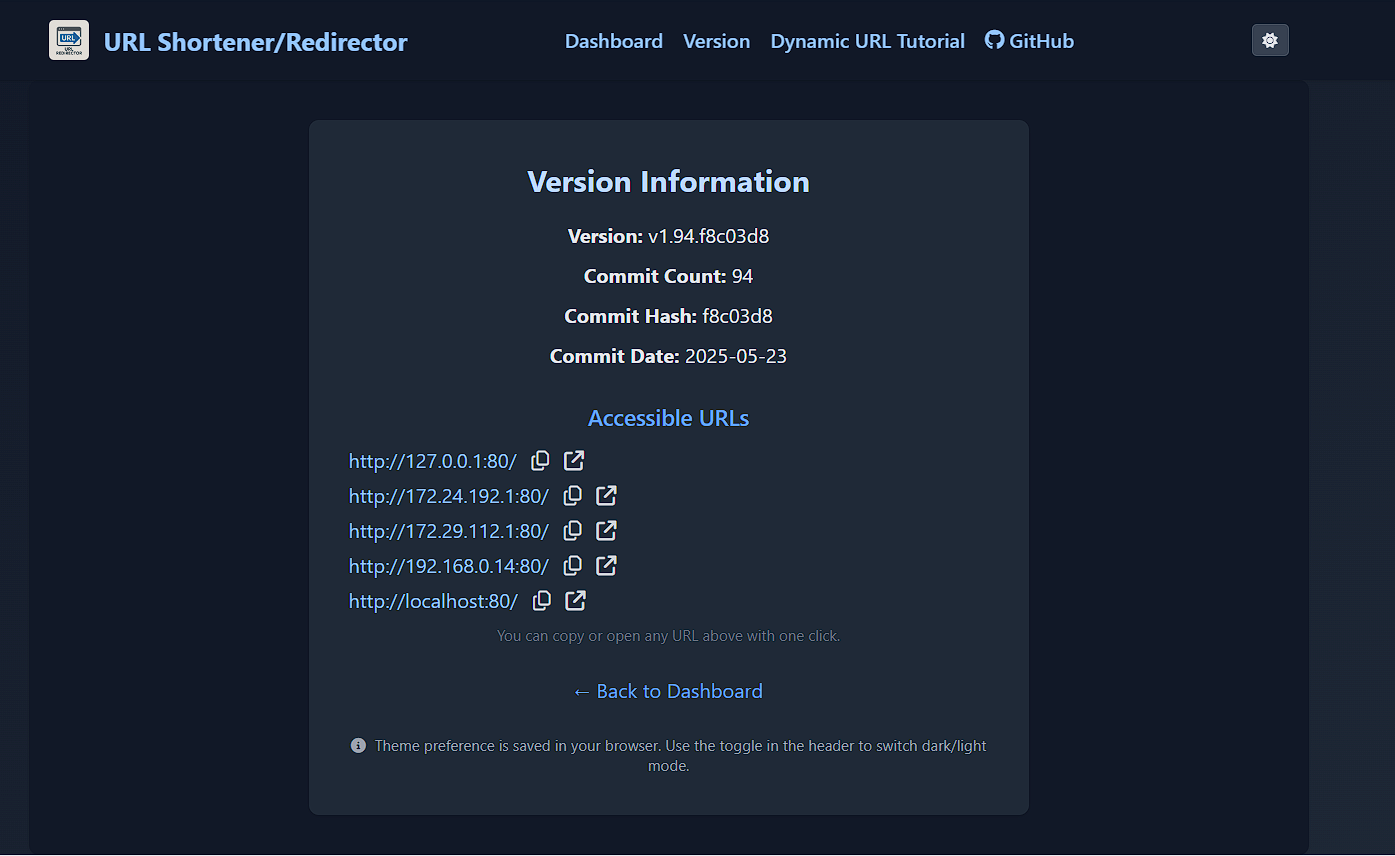 URL
URL
REDIRECTOR
URL Shortener/Redirector
Dashboard Version Dynamic URL Tutorial GitHub
Version Information
Version: v1.94.f8c03d8
Commit Count: 94
Commit Hash: f8c03d8
Commit Date: 2025-05-23
Accessible URLs
http://127.0.0.1:80/
http://172.24.192.1:80/
http://172.29.112.1:80/
http://192.168.0.14:80/
http://localhost:80/
You can copy or open any URL above with one click.
← Back to Dashboard
Theme preference is saved in your browser. Use the toggle in the header to switch dark/light
mode.